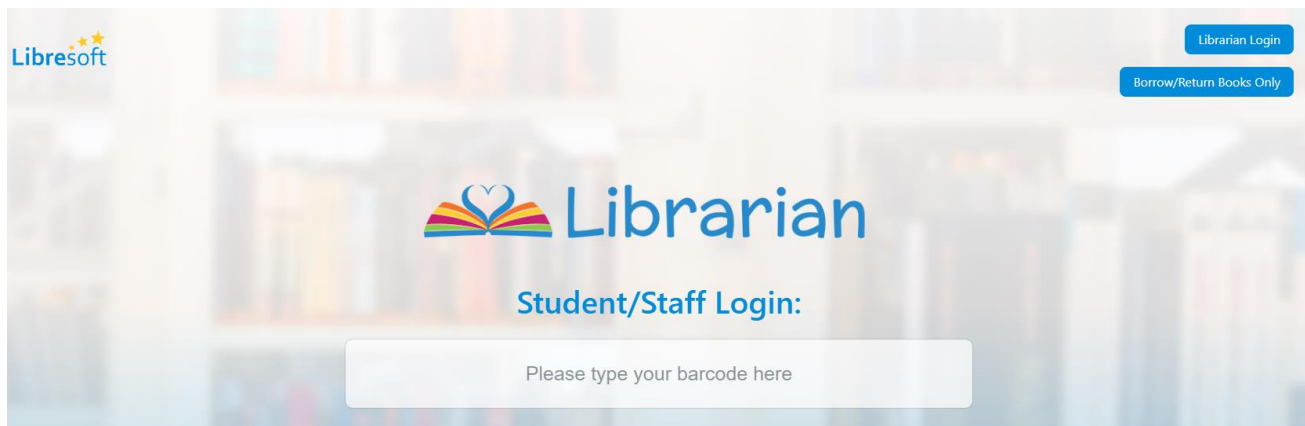 Libresoft
Librarian Login
Borrow/Return Books Only
Librarian
Student/Staff Login:
Please type your barcode here